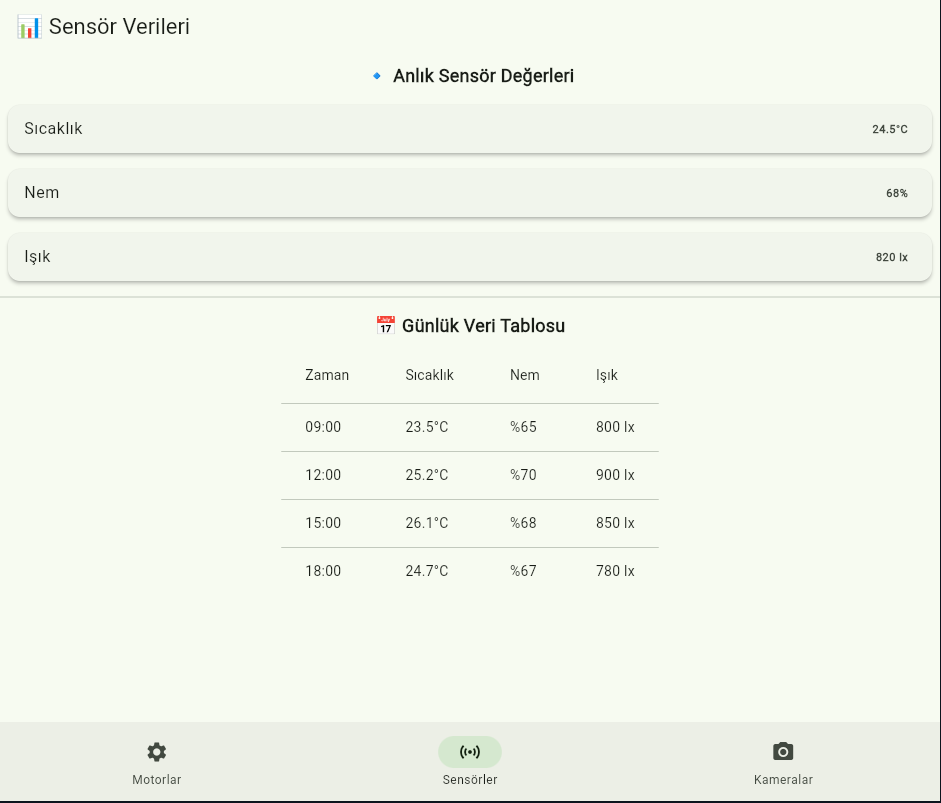 📊 Sensör Verileri
🔹 Anlık Sensör Değerleri
Sıcaklık 24.5°C
Nem 68%
Işık 820 lx
📅 Günlük Veri Tablosu
Zaman Sıcaklık Nem Işık
09:00 23.5°C %65 800 lx
12:00 25.2°C %70 900 lx
15:00 26.1°C %68 850 lx
18:00 24.7°C %67 780 lx
Motorlar Sensörler Kameralar